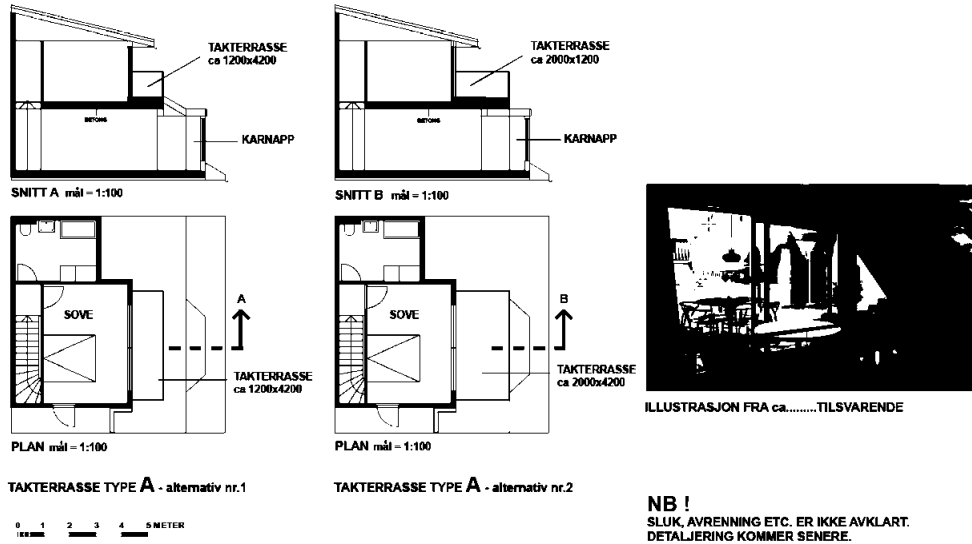 TAKTERRASSE
ca 1200x4200
BETONG
KARNAPP
SNITT A mål = 1:100
TAKTERRASSE
ca 2000x1200
BETONG
KARNAPP
SNITT B mål = 1:100
SOVE
A
TAKTERRASSE
ca 1200x4200
PLAN mål = 1:100
TAKTERRASSE TYPE A - alternativ nr.1
0 1 2 3 4 5 METER
SOVE
B
TAKTERRASSE
ca 2000x4200
PLAN mål = 1:100
TAKTERRASSE TYPE A - alternativ nr.2
ILLUSTRASJON FRA ca.........TILSVARENDE
NB !
SLUK, AVRENNING ETC. ER IKKE AVKLART.
DETALJERING KOMMER SENERE.